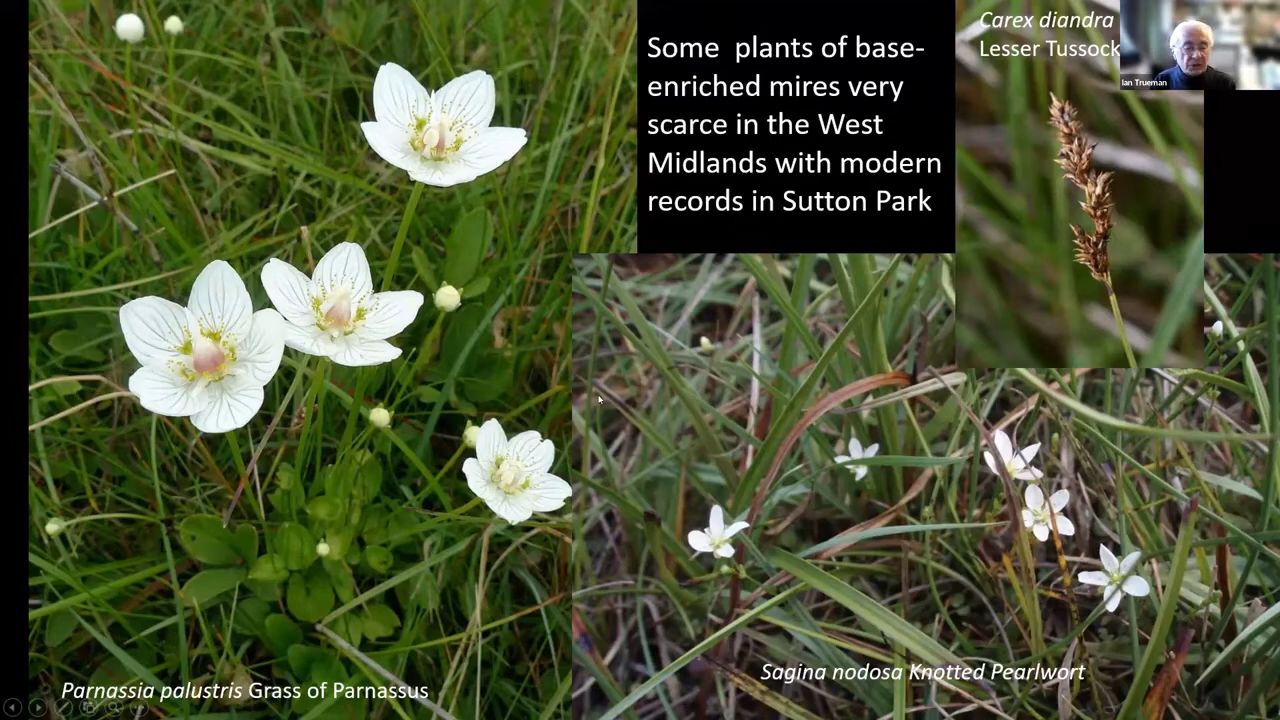 Some plants of base-
enriched mires very
scarce in the West
Midlands with modern
records in Sutton Park
Carex diandra
Lesser Tussock
Ian Trueman
Parnassia palustris Grass of Parnassus
Sagina nodosa Knotted Pearlwort